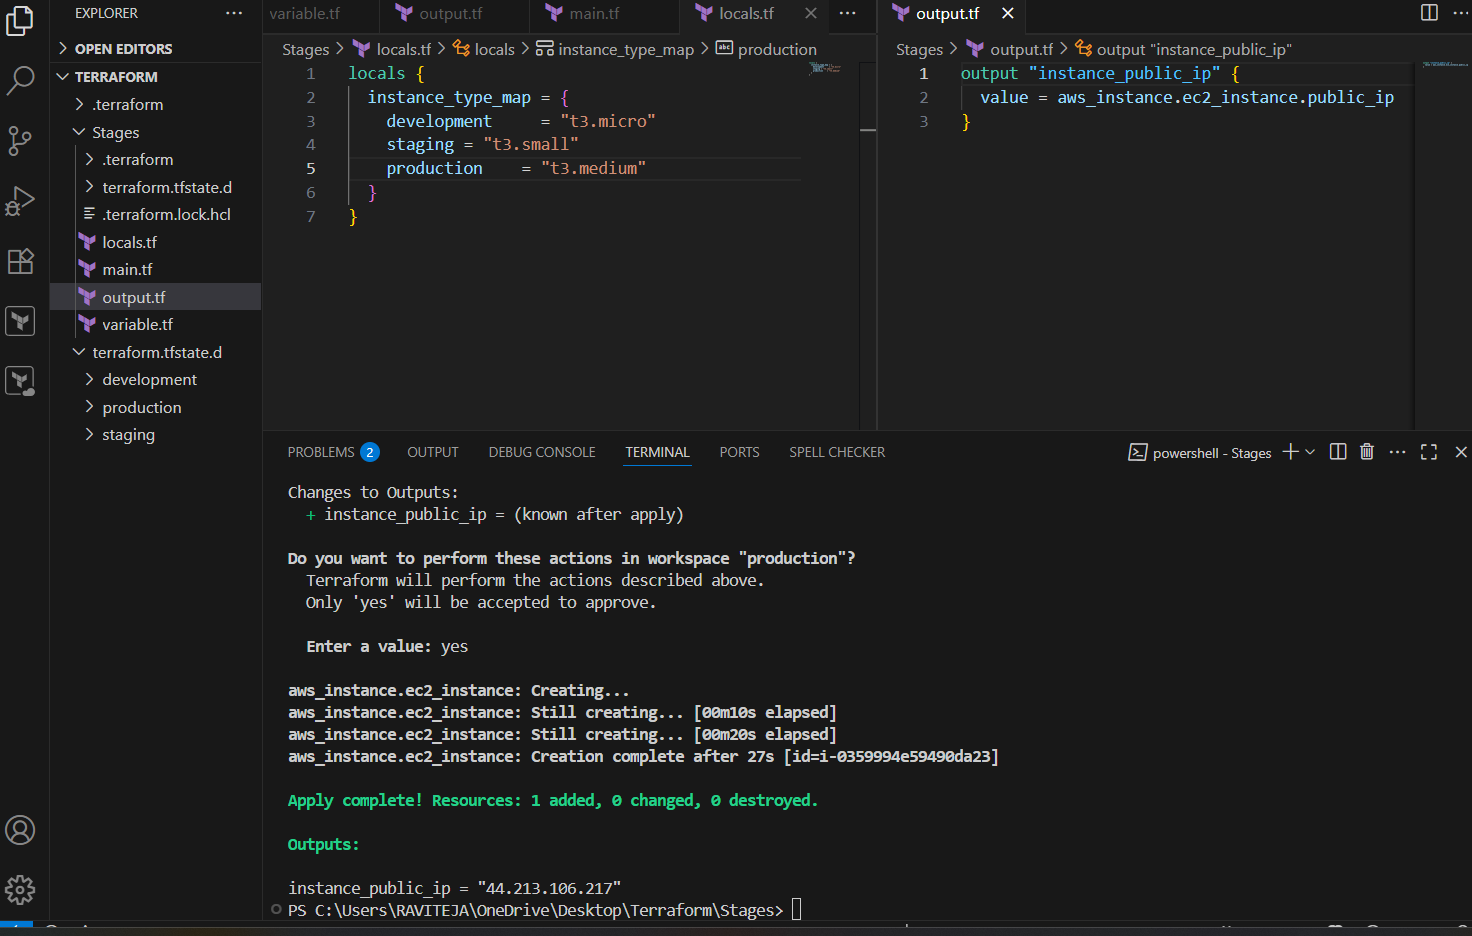 EXPLORER
OPEN EDITORS
TERRAFORM
.terraform
Stages
.terraform
terraform.tfstate.d
.terraform.lock.hcl
locals.tf
main.tf
output.tf
variable.tf
terraform.tfstate.d
development
production
staging
variable.tf output.tf main.tf locals.tf
Stages > locals.tf > locals > instance_type_map > abc production
1 locals {
2 instance_type_map = {
3 development = "t3.micro"
4 staging = "t3.small"
5 production = "t3.medium"
6 }
7 }
output.tf
Stages > output.tf > output "instance_public_ip"
1 output "instance_public_ip" {
2 value = aws_instance.ec2_instance.public_ip
3 }
PROBLEMS 2 OUTPUT DEBUG CONSOLE TERMINAL PORTS SPELL CHECKER powershell - Stages
Changes to Outputs:
+ instance_public_ip = (known after apply)
Do you want to perform these actions in workspace "production"?
Terraform will perform the actions described above.
Only 'yes' will be accepted to approve.
Enter a value: yes
aws_instance.ec2_instance: Creating...
aws_instance.ec2_instance: Still creating... [00m10s elapsed]
aws_instance.ec2_instance: Still creating... [00m20s elapsed]
aws_instance.ec2_instance: Creation complete after 27s [id=i-0359994e59490da23]
Apply complete! Resources: 1 added, 0 changed, 0 destroyed.
Outputs:
instance_public_ip = "44.213.106.217"
PS C:\Users\RAVITEJA\OneDrive\Desktop\Terraform\Stages>